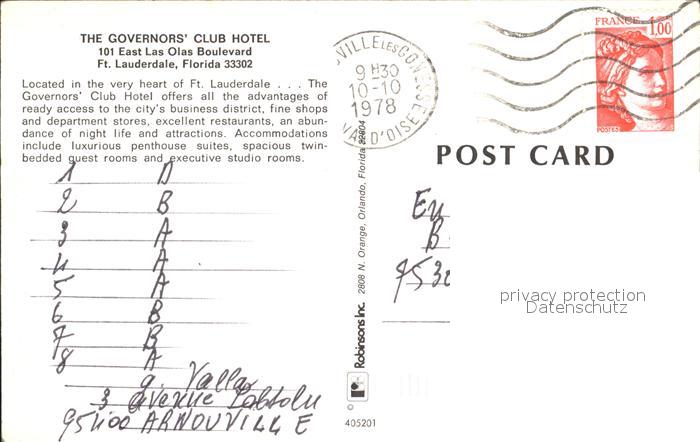 THE GOVERNORS' CLUB HOTEL
101 East Las Olas Boulevard
Ft. Lauderdale, Florida 33302
Located in the very heart of Ft. Lauderdale . . . The
Governors' Club Hotel offers all the advantages of
ready access to the city's business district, fine shops
and department stores, excellent restaurants, an abun-
dance of night life and attractions. Accommodations
include luxurious penthouse suites, spacious twin-
bedded guest rooms and executive studio rooms.
1 D
2 B
3 A
4 A
5 A
6 B
7 B
8 A
3 avenue
95400 ARNOUVILLE
Robinsons Inc. 2808 N. Orange, Orlando, Florida 32804
405201
VILLE LES GONESSE
9 H30
10-10
1978
VAL D'OISE
FRANCE 1,00
POSTES
POST CARD
B
privacy protection
Datenschutz